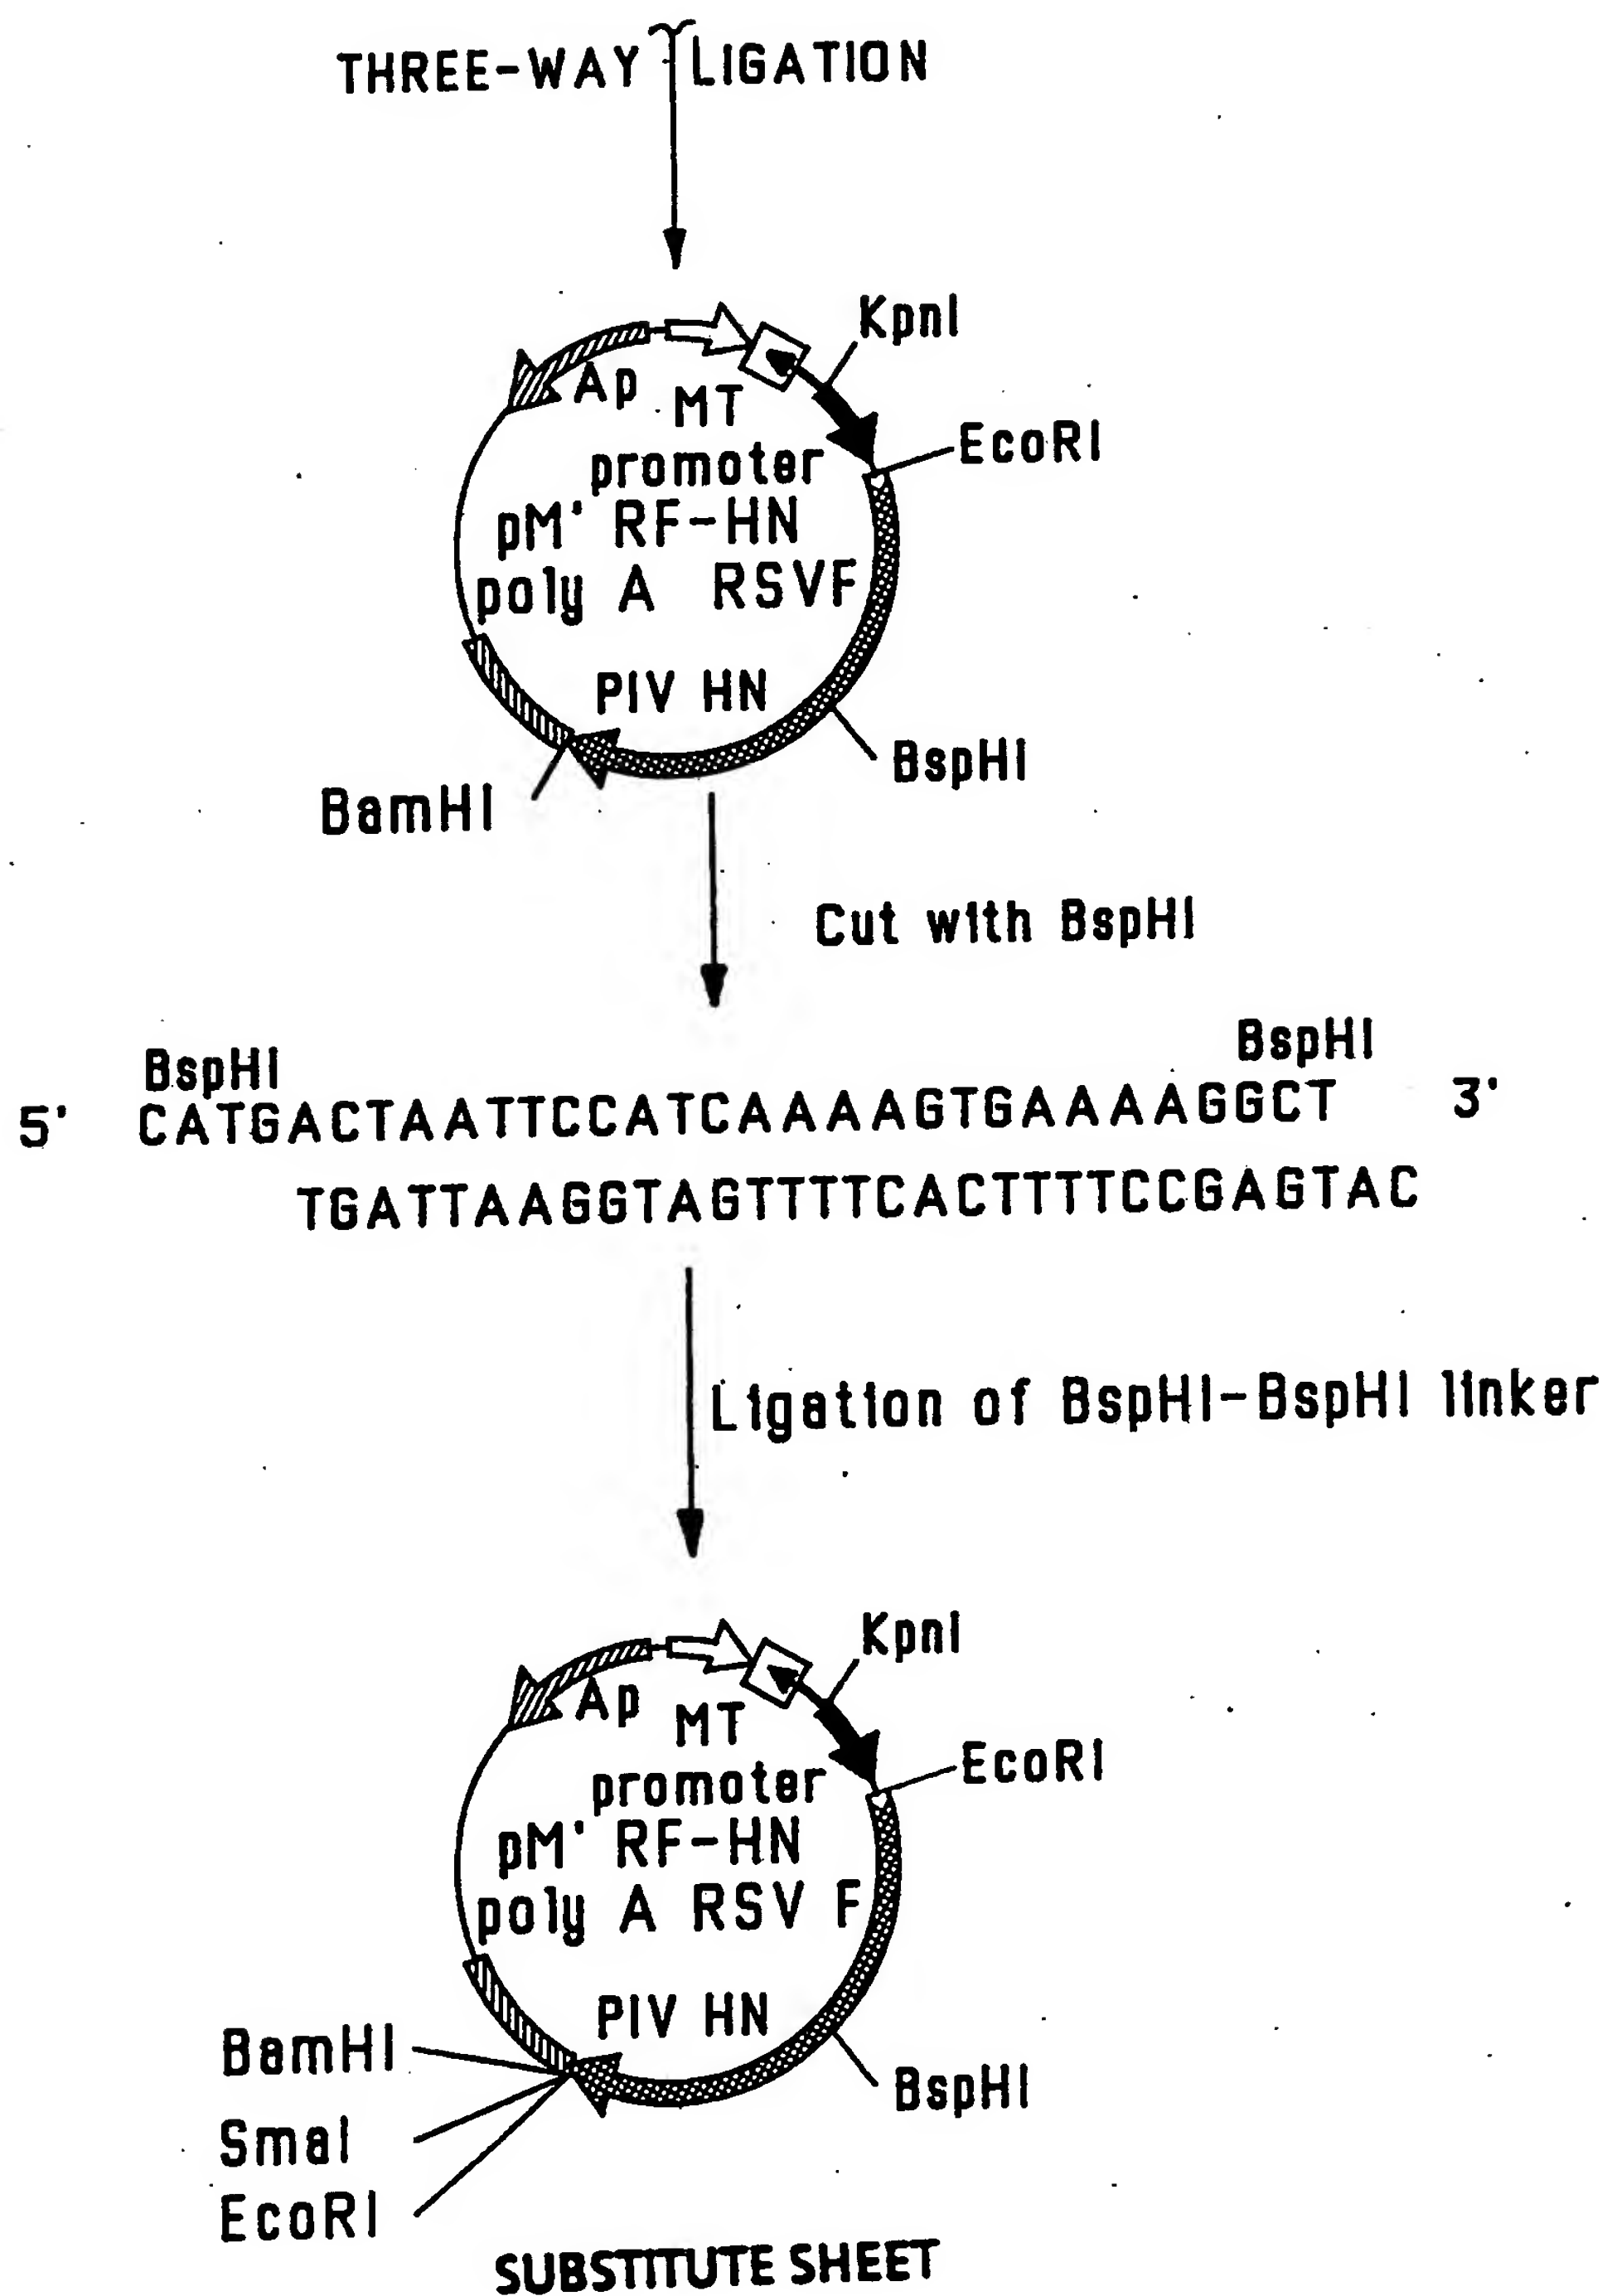 THREE-WAY LIGATION
KpnI
Ap
MT
EcoRI
promoter
pM' RF-HN
poly A RSVF
PIV HN
BspHI
BamHI
Cut with BspHI
BspHI
BspHI
5' CATGACTAATTCCATCAAAAGTGAAAAGGCT 3'
TGATTAAGGTAGTTTTCACTTTTCCGAGTAC
Ligation of BspHI-BspHI linker
KpnI
Ap
MT
EcoRI
promoter
pM' RF-HN
poly A RSV F
PIV HN
BamHI
BspHI
SmaI
EcoRI
SUBSTITUTE SHEET